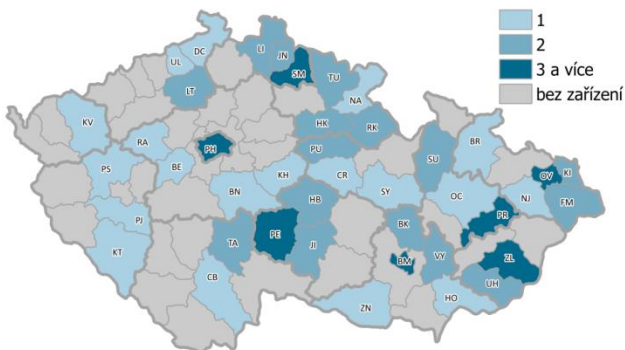 1
2
3 a více
bez zařízení
DC
UL
LI
JN
SM
LT
TU
NA
KV
RA
PH
HK
RK
BE
PU
SU
BR
PS
BN
KH
CR
SY
OC
OV
KI
NJ
FM
PJ
HB
PR
KT
TA
PE
JI
BK
BM
VY
ZL
CB
UH
ZN
HO